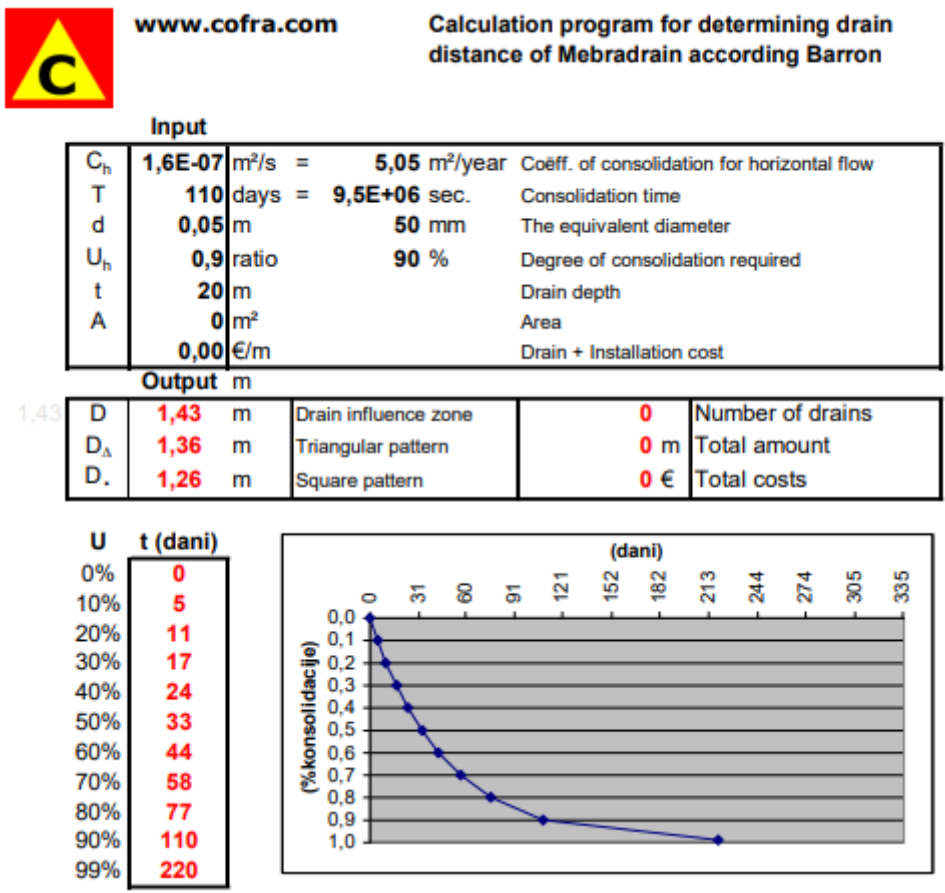 C
www.cofra.com
Calculation program for determining drain
distance of Mebradrain according Barron
Input
Cₕ 1,6E-07 m²/s = 5,05 m²/year Coëff. of consolidation for horizontal flow
T 110 days = 9,5E+06 sec. Consolidation time
d 0,05 m 50 mm The equivalent diameter
Uₕ 0,9 ratio 90 % Degree of consolidation required
t 20 m Drain depth
A 0 m² Area
0,00 €/m Drain + Installation cost
Output m
1,43 D 1,43 m Drain influence zone 0 Number of drains
D∆ 1,36 m Triangular pattern 0 m Total amount
D. 1,26 m Square pattern 0 € Total costs
U t (dani)
0% 0
10% 5
20% 11
30% 17
40% 24
50% 33
60% 44
70% 58
80% 77
90% 110
99% 220
(dani)
0 31 60 91 121 152 182 213 244 274 305 335
(%konsolidacije)
0,0
0,1
0,2
0,3
0,4
0,5
0,6
0,7
0,8
0,9
1,0